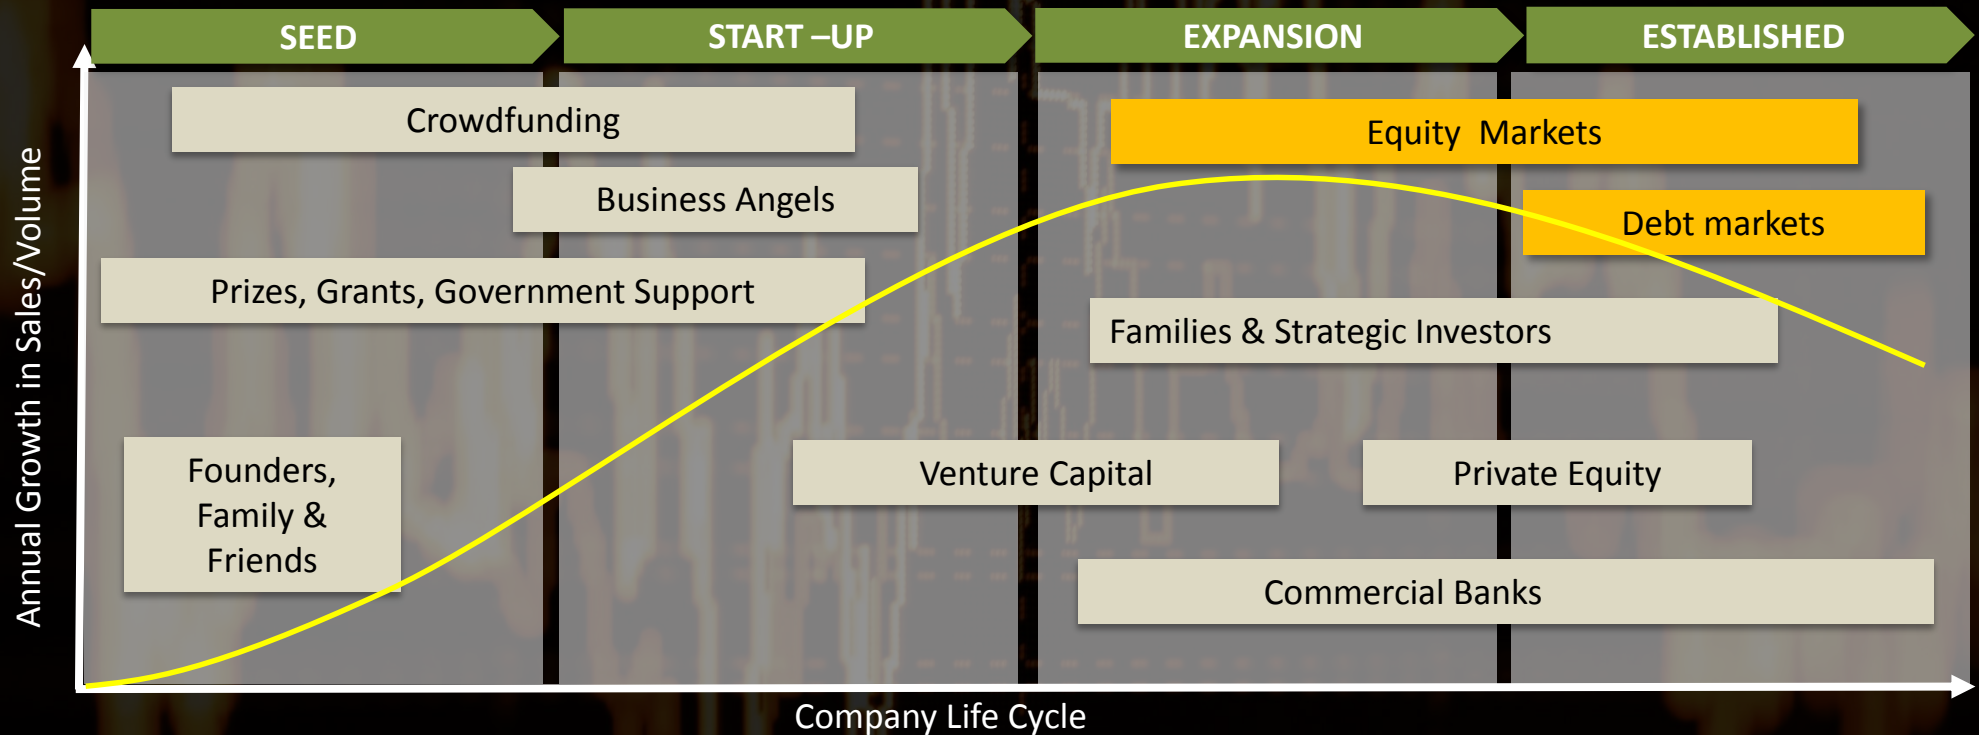 SEED
START –UP
EXPANSION
ESTABLISHED
Annual Growth in Sales/Volume
Crowdfunding
Equity  Markets
Business Angels
Debt markets
Prizes, Grants, Government Support
Families & Strategic Investors
Founders,
Family &
Friends
Venture Capital
Private Equity
Commercial Banks
Company Life Cycle